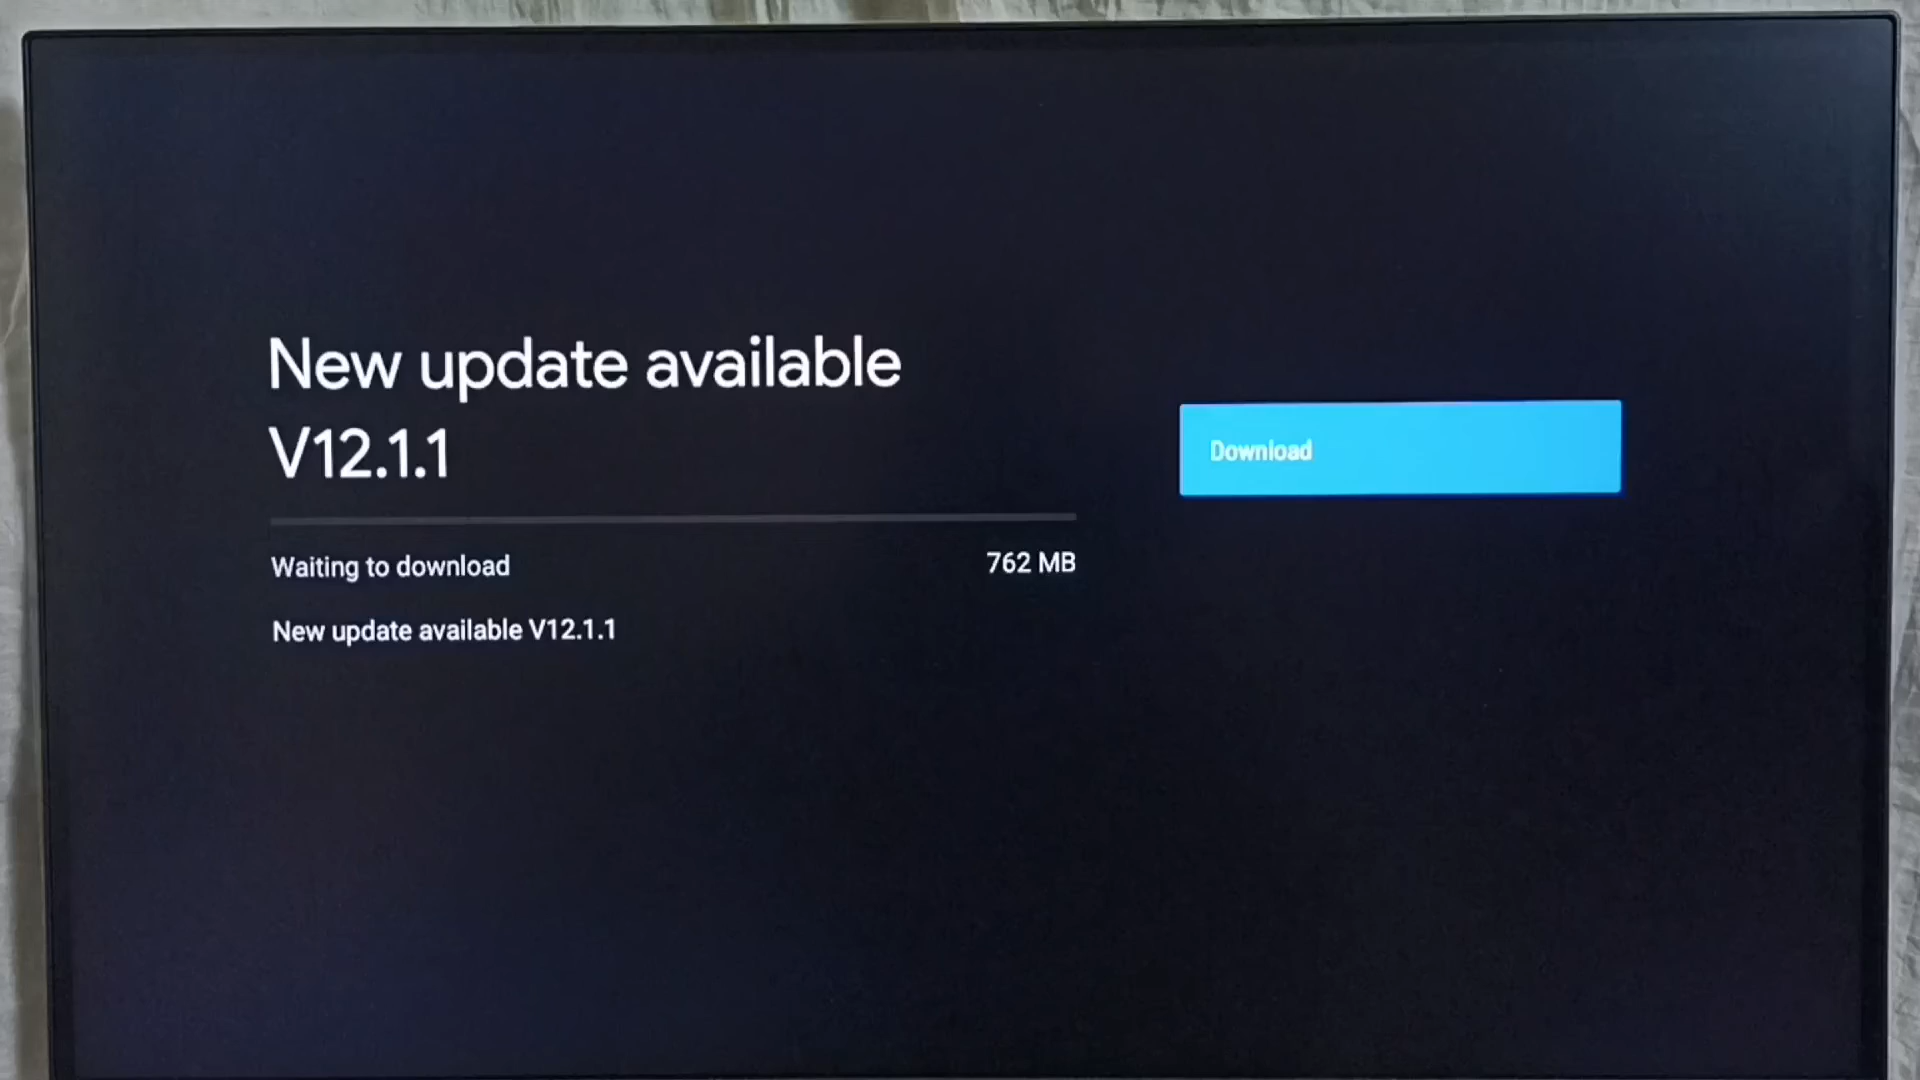 New update available
V12.1.1
Download
Waiting to download 762 MB
New update available V12.1.1